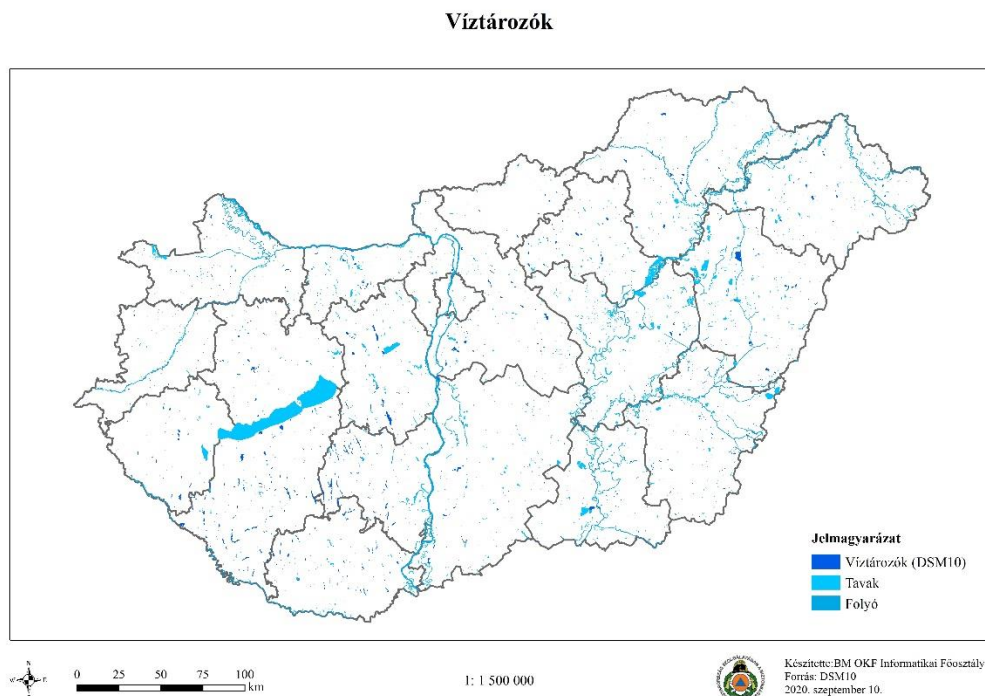 Víztározók
Jelmagyarázat
Víztározók (DSM10)
Tavak
Folyó
0 25 50 75 100
km
1: 1 500 000
Készítette:BM OKF Informatikai Főosztály
Forrás: DSM10
2020. szeptember 10.